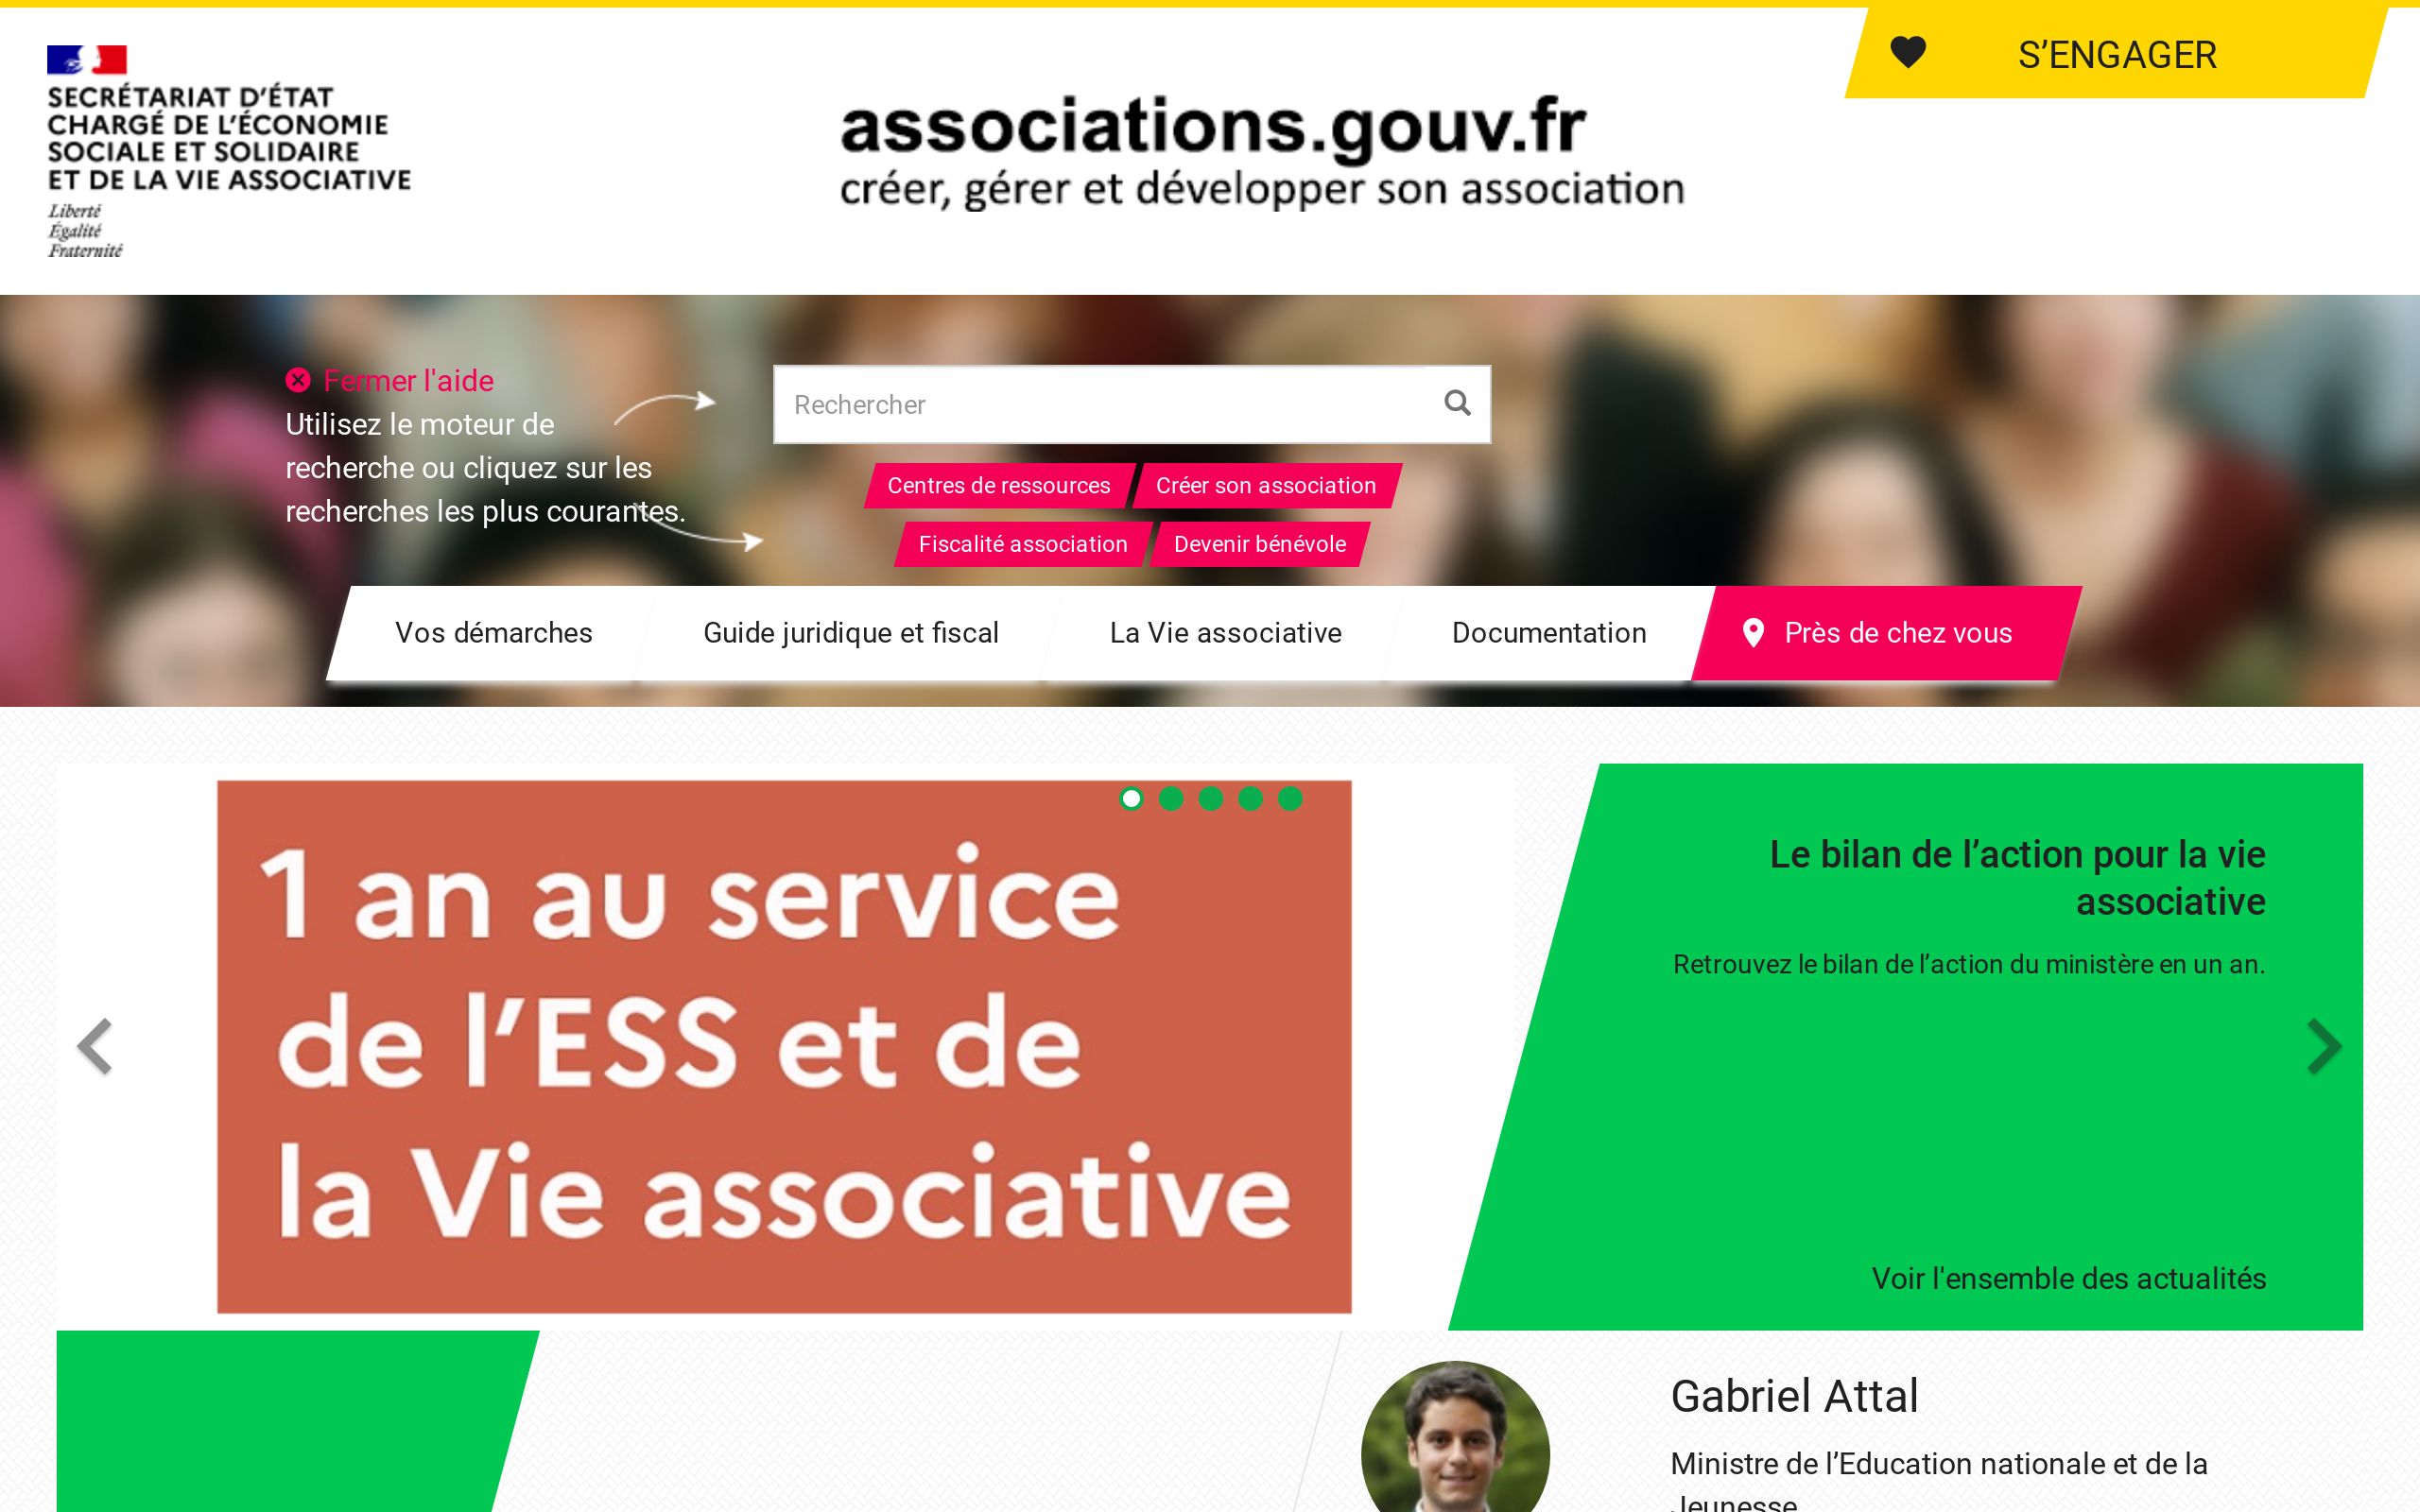 SECRÉTARIAT D'ÉTAT
CHARGÉ DE L'ÉCONOMIE
SOCIALE ET SOLIDAIRE
ET DE LA VIE ASSOCIATIVE
Liberté
Égalité
Fraternité
associations.gouv.fr
créer, gérer et développer son association
S’ENGAGER
Fermer l'aide
Utilisez le moteur de
recherche ou cliquez sur les
recherches les plus courantes.
Rechercher
Centres de ressources
Créer son association
Fiscalité association
Devenir bénévole
Vos démarches
Guide juridique et fiscal
La Vie associative
Documentation
Près de chez vous
1 an au service
de l’ESS et de
la Vie associative
Le bilan de l’action pour la vie
associative
Retrouvez le bilan de l’action du ministère en un an.
Voir l'ensemble des actualités
Gabriel Attal
Ministre de l’Education nationale et de la
Jeunesse